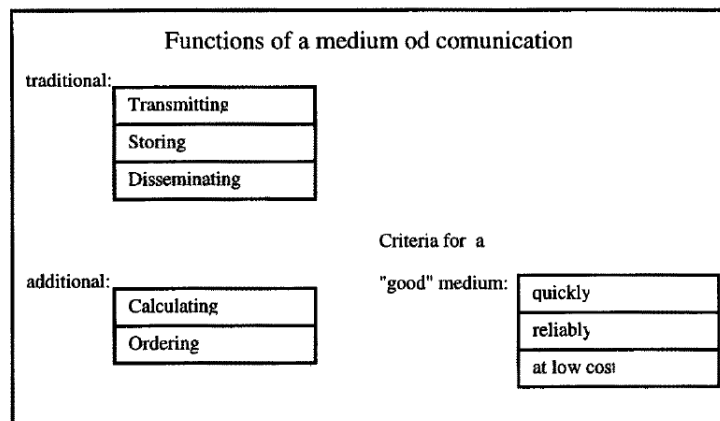 Functions of a medium od comunication
traditional:
Transmitting
Storing
Disseminating
additional:
Calculating
Ordering
Criteria for a
"good" medium:
quickly
reliably
at low cost